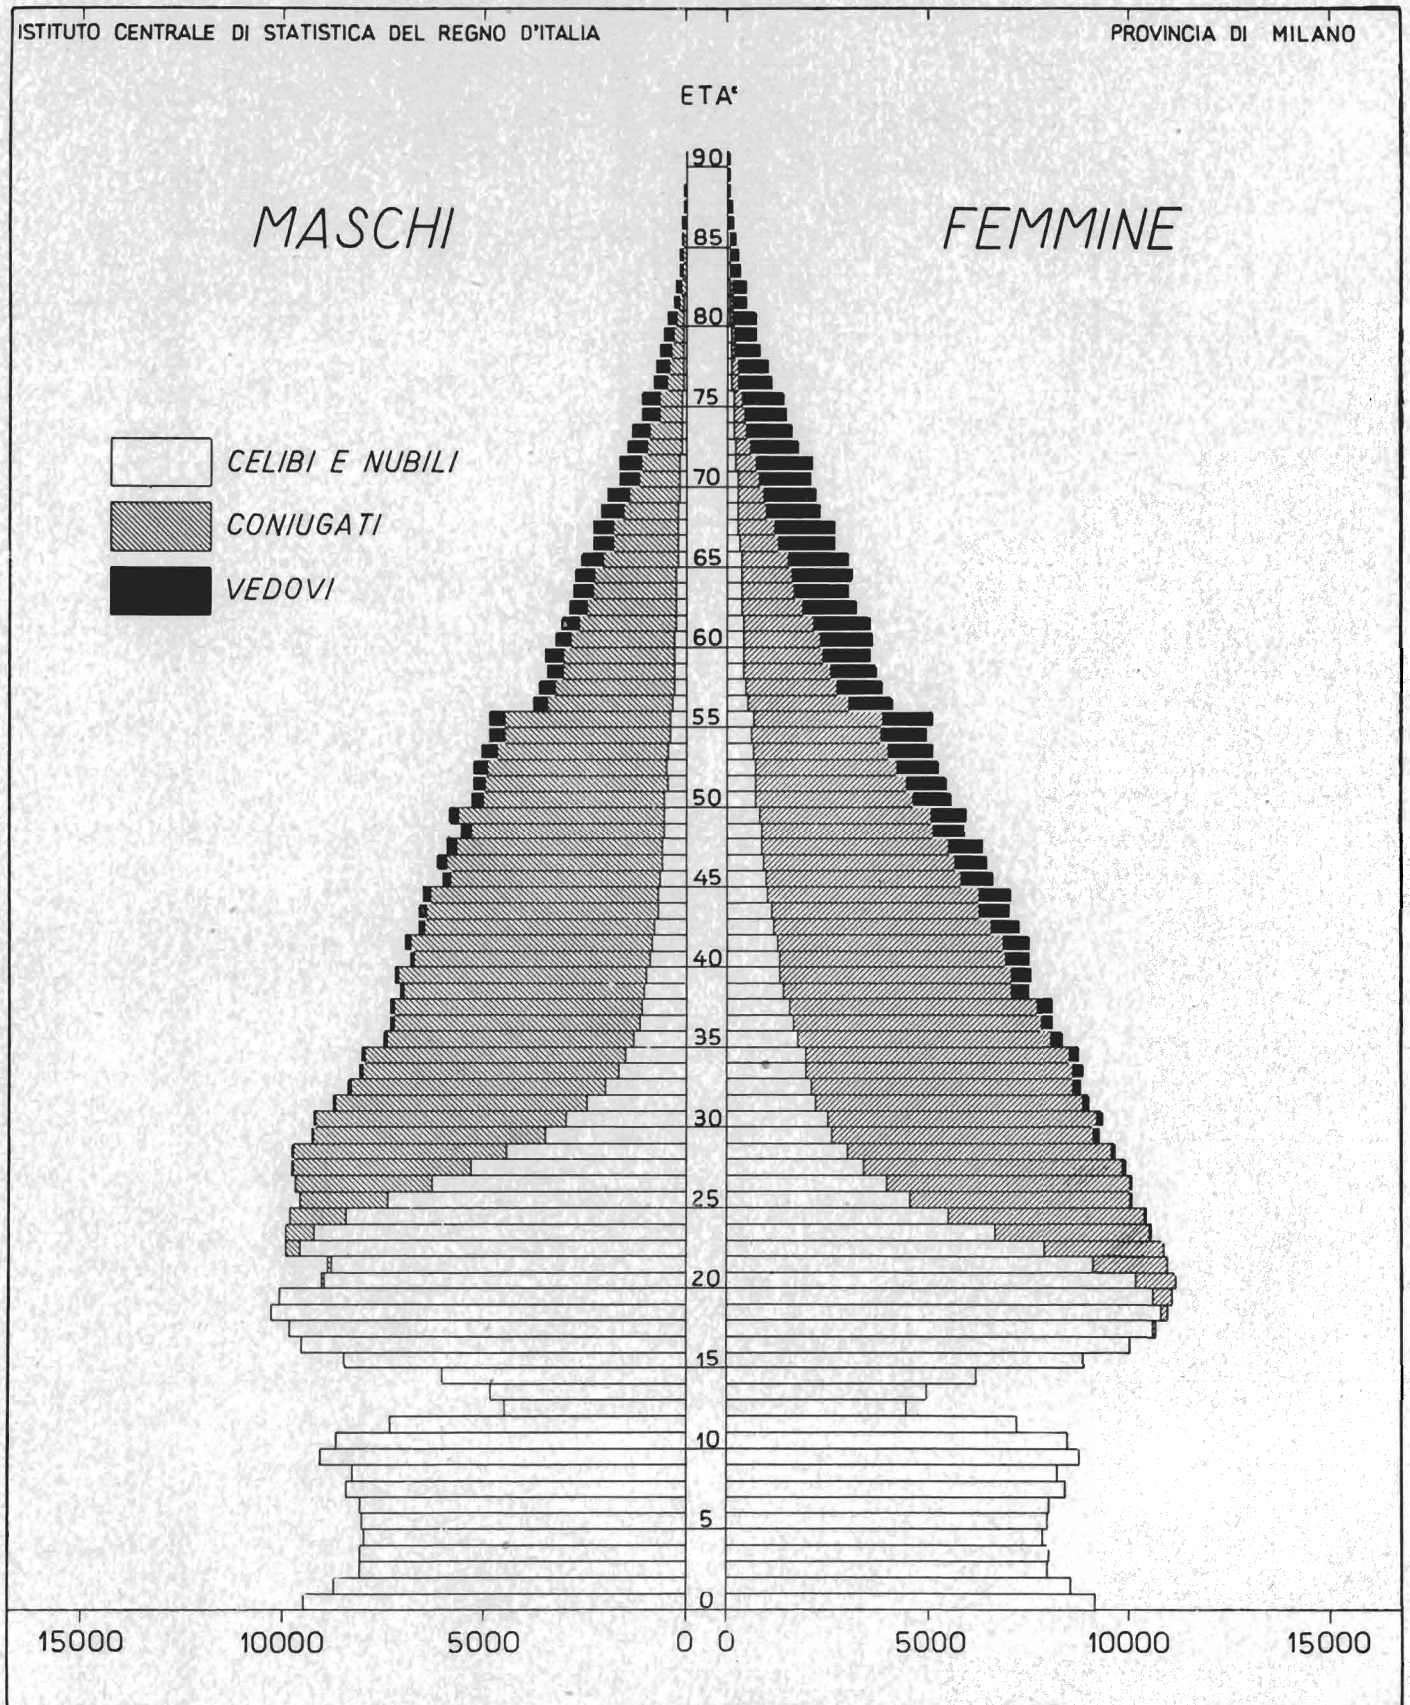 ISTITUTO CENTRALE DI STATISTICA DEL REGNO D'ITALIA
PROVINCIA DI MILANO
ETA'
MASCHI
FEMMINE
CELIBI E NUBILI
CONIUGATI
VEDOVI
90
85
80
75
70
65
60
55
50
45
40
35
30
25
20
15
10
5
0
15000 10000 5000 0 0 5000 10000 15000